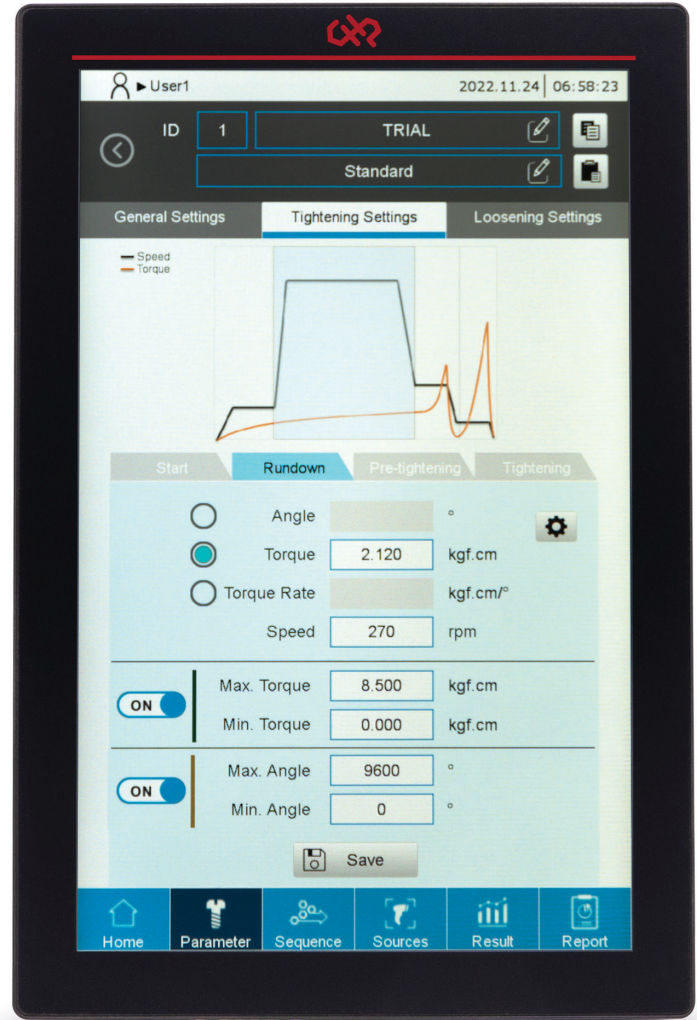 User1 2022.11.24 06:58:23
ID 1 TRIAL
Standard
General Settings Tightening Settings Loosening Settings
Speed
Torque
Start Rundown Pre-tightening Tightening
Angle °
Torque 2.120 kgf.cm
Torque Rate kgf.cm/°
Speed 270 rpm
Max. Torque 8.500 kgf.cm
ON
Min. Torque 0.000 kgf.cm
Max. Angle 9600 °
ON
Min. Angle 0 °
Save
Home Parameter Sequence Sources Result Report